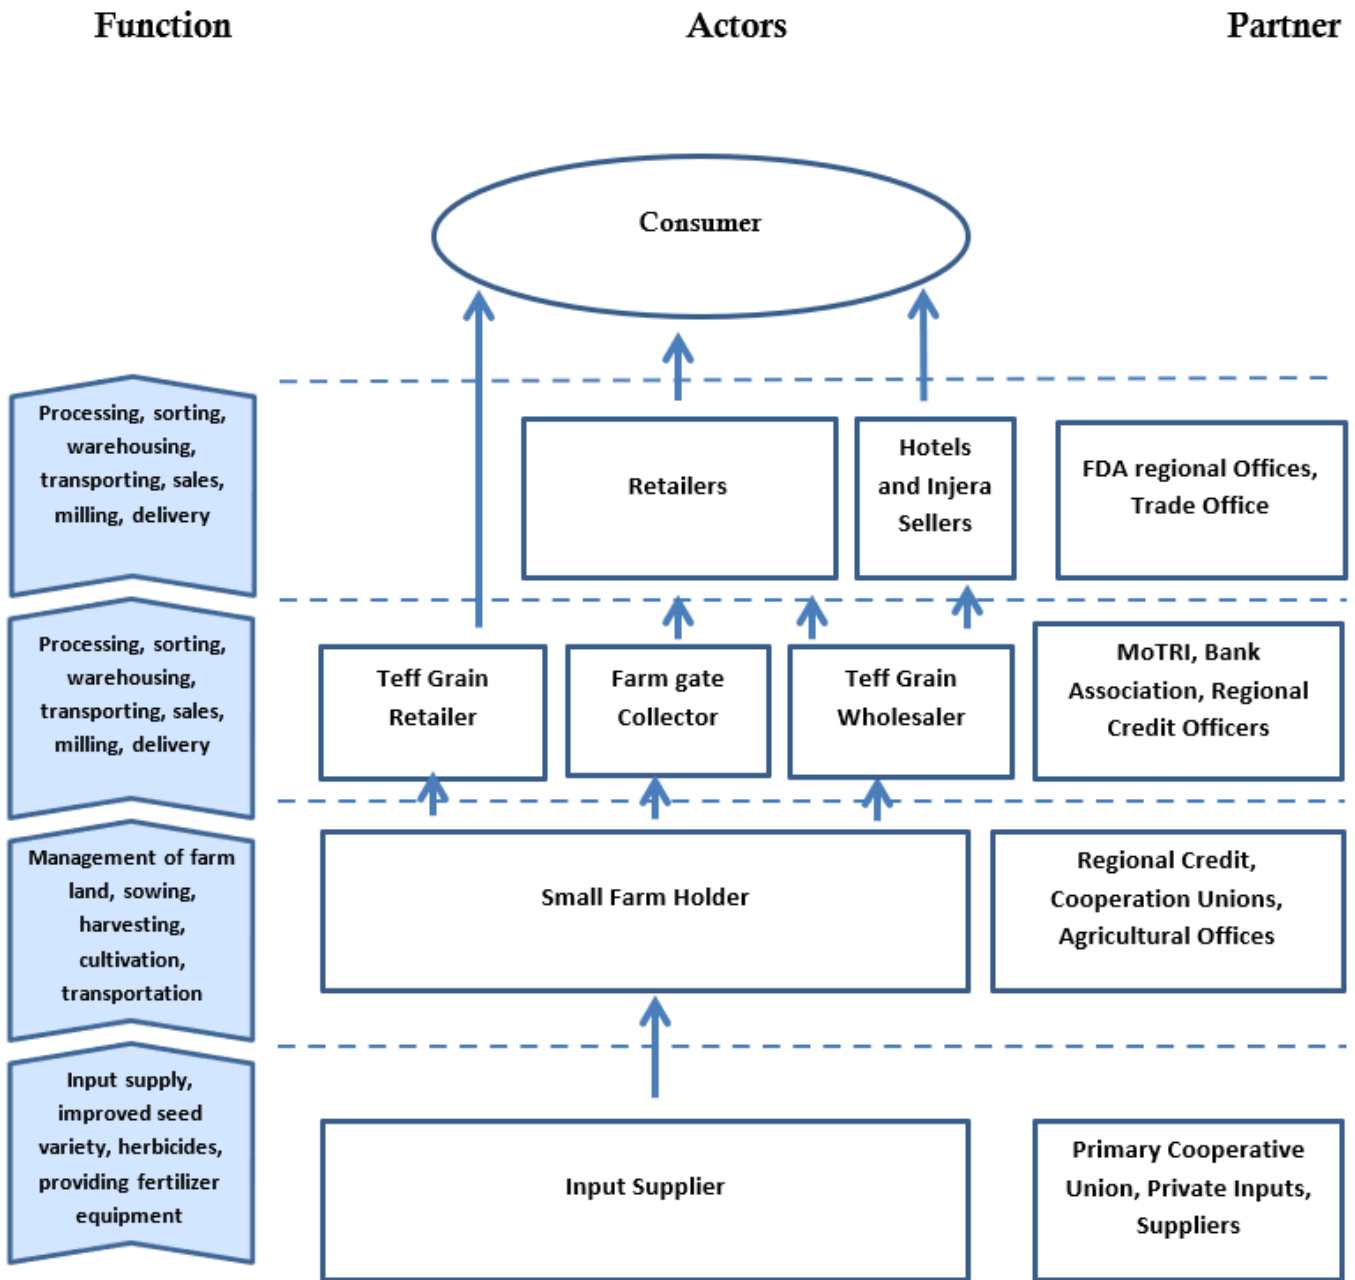 Function
Actors
Partner
Consumer
Processing, sorting,
warehousing,
transporting, sales,
milling, delivery
Retailers
Hotels
and Injera
Sellers
FDA regional Offices,
Trade Office
Processing, sorting,
warehousing,
transporting, sales,
milling, delivery
Teff Grain
Retailer
Farm gate
Collector
Teff Grain
Wholesaler
MoTRI, Bank
Association, Regional
Credit Officers
Management of farm
land, sowing,
harvesting,
cultivation,
transportation
Small Farm Holder
Regional Credit,
Cooperation Unions,
Agricultural Offices
Input supply,
improved seed
variety, herbicides,
providing fertilizer
equipment
Input Supplier
Primary Cooperative
Union, Private Inputs,
Suppliers